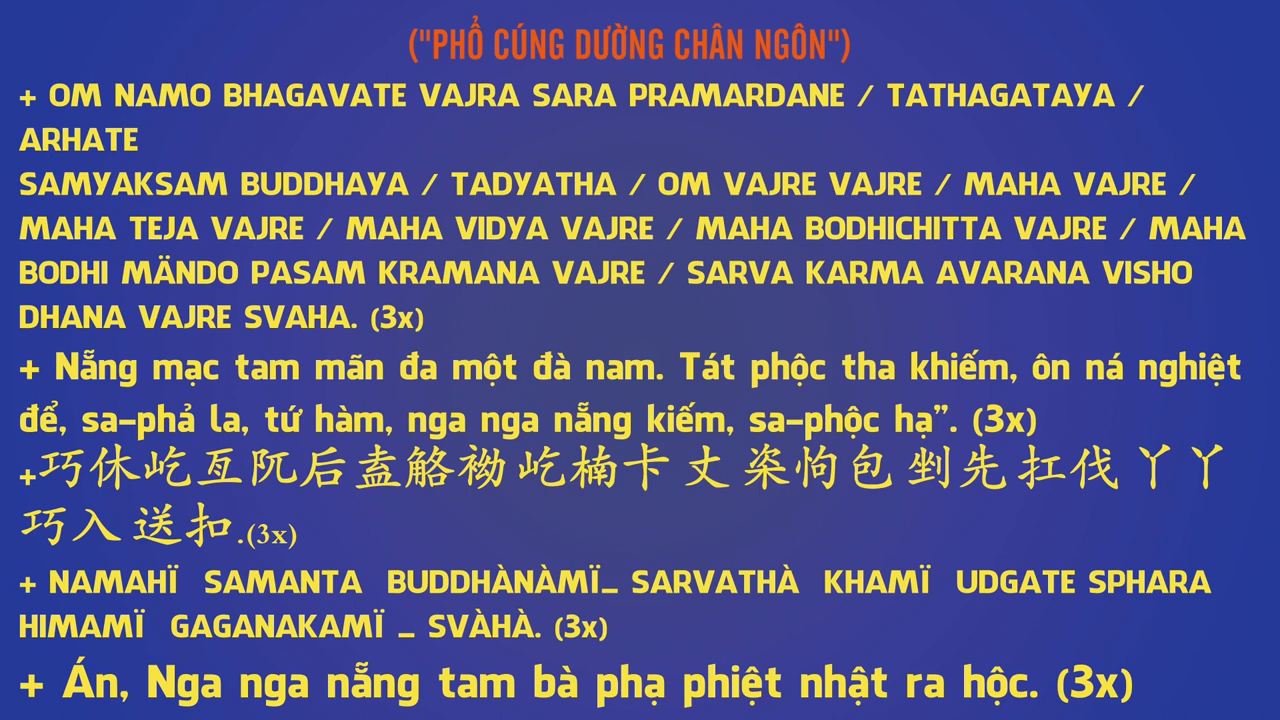 ("PHỔ CÚNG DƯỜNG CHÂN NGÔN")
+ OM NAMO BHAGAVATE VAJRA SARA PRAMARDANE / TATHAGATAYA /
ARHATE
SAMYAKSAM BUDDHAYA / TADYATHA / OM VAJRE VAJRE / MAHA VAJRE /
MAHA TEJA VAJRE / MAHA VIDYA VAJRE / MAHA BODHICHITTA VAJRE / MAHA
BODHI MÄNDO PASAM KRAMANA VAJRE / SARVA KARMA AVARANA VISHO
DHANA VAJRE SVAHA. (3x)
+ Nẵng mạc tam mãn đa một đà nam. Tát phộc tha khiếm, ôn ná nghiệt
để, sa-phả la, tứ hàm, nga nga nẵng kiếm, sa-phộc hạ”. (3x)
+巧休屹亙阢后盍觡袎 屹楠卡 丈 桼怐包 剉先 扛伐 丫丫
巧入 送扣.(3x)
+ NAMAHÏ SAMANTA BUDDHÀNÀMÏ_ SARVATHÀ KHAMÏ UDGATE SPHARA
HIMAMÏ GAGANAKAMÏ _ SVÀHÀ. (3x)
+ Án, Nga nga nẵng tam bà phạ phiệt nhật ra hộc. (3x)